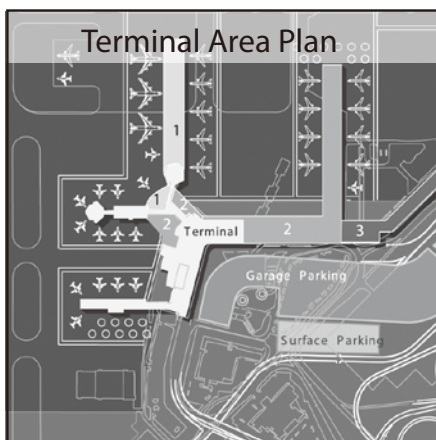 Terminal Area Plan
1
1
2
2
Terminal
2
3
Garage Parking
Surface Parking